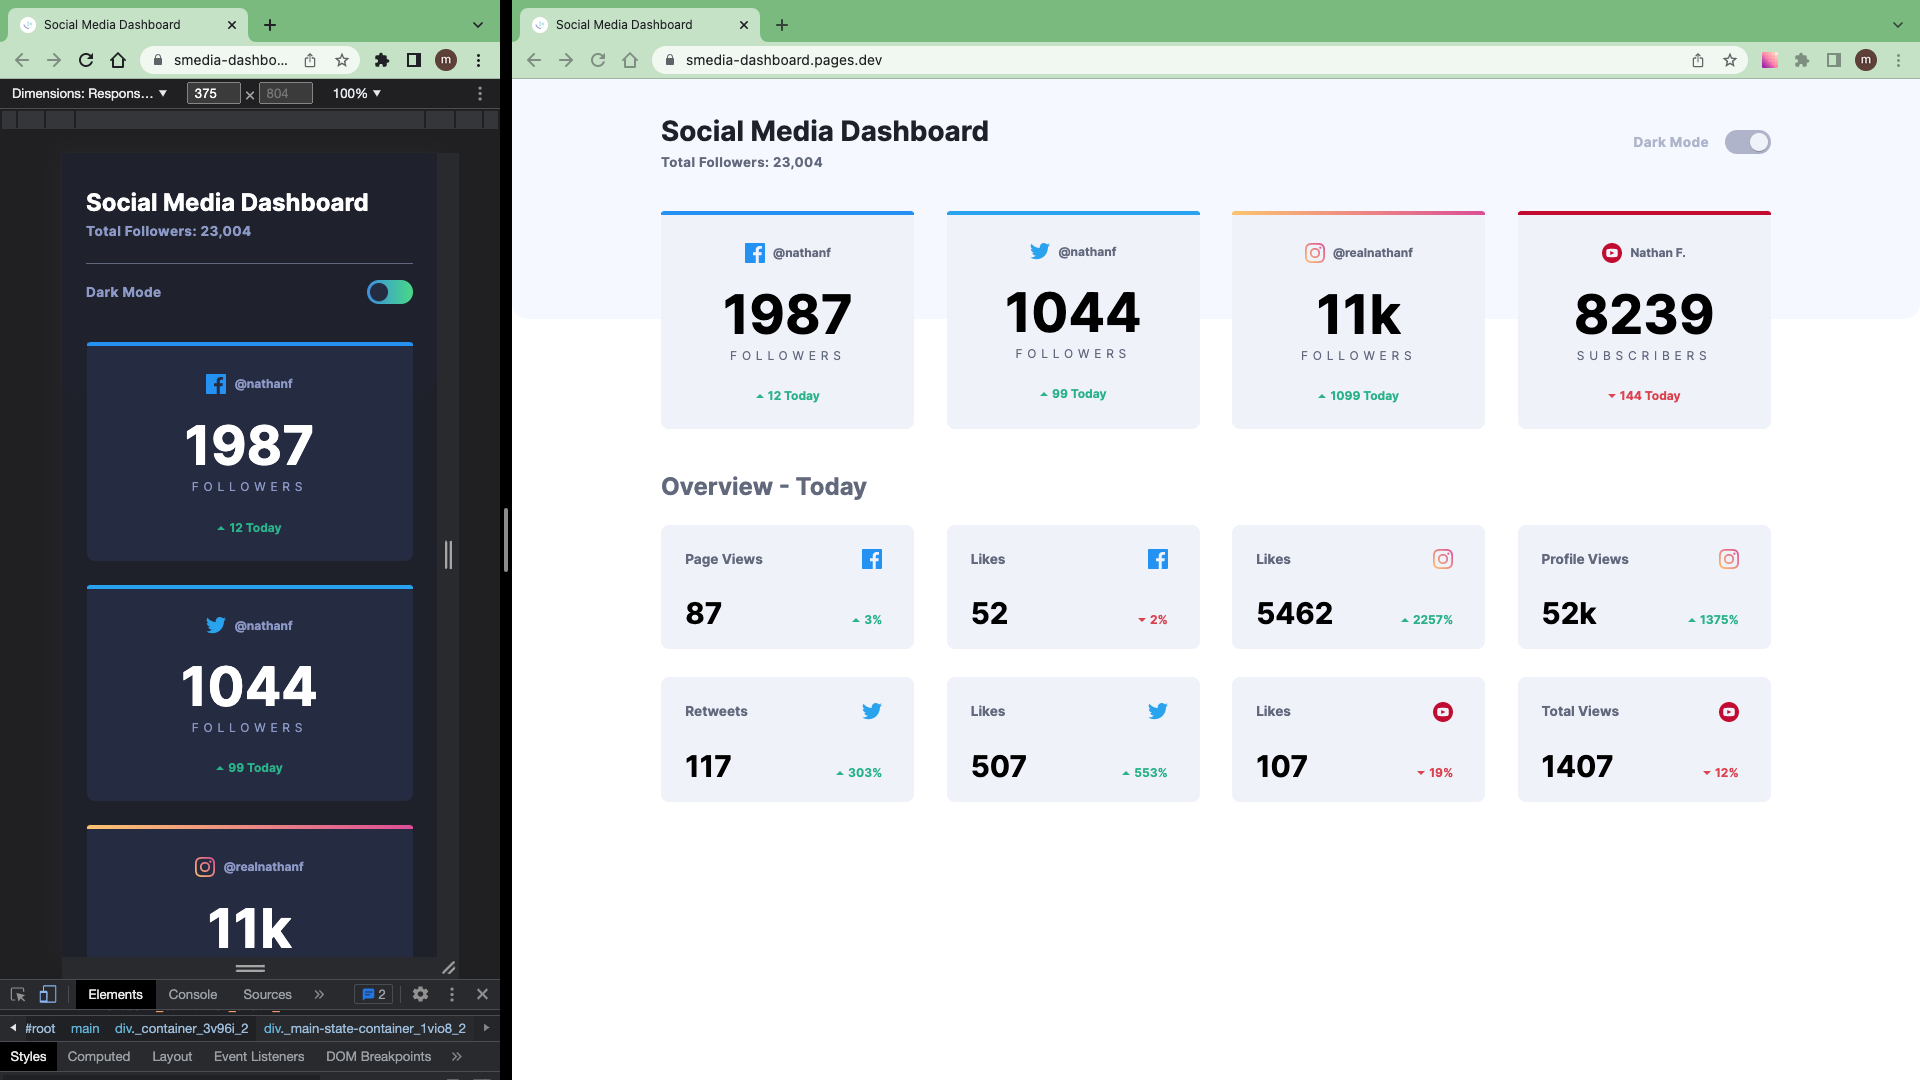 Social Media Dashboard
smedia-dashbo...
m
Dimensions: Respons...
375
×
804
100%
Social Media Dashboard
Total Followers: 23,004
Dark Mode
@nathanf
1987
FOLLOWERS
12 Today
@nathanf
1044
FOLLOWERS
99 Today
@realnathanf
11k
Elements
Console
Sources
»
2
#root
main
div._container_3v96i_2
div._main-state-container_1vio8_2
Styles
Computed
Layout
Event Listeners
DOM Breakpoints
»
Social Media Dashboard
smedia-dashboard.pages.dev
m
Social Media Dashboard
Total Followers: 23,004
Dark Mode
@nathanf
1987
FOLLOWERS
12 Today
@nathanf
1044
FOLLOWERS
99 Today
@realnathanf
11k
FOLLOWERS
1099 Today
Nathan F.
8239
SUBSCRIBERS
144 Today
Overview - Today
Page Views
87
3%
Likes
52
2%
Likes
5462
2257%
Profile Views
52k
1375%
Retweets
117
303%
Likes
507
553%
Likes
107
19%
Total Views
1407
12%